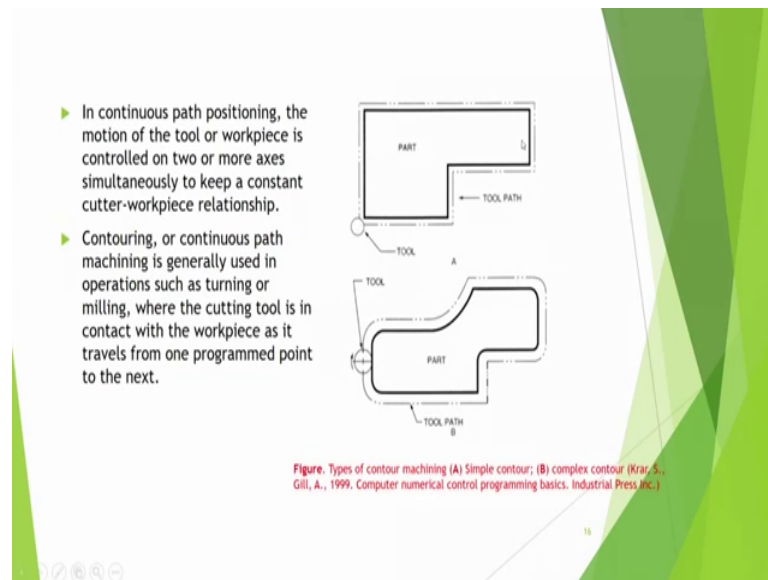 In continuous path positioning, the
motion of the tool or workpiece is
controlled on two or more axes
simultaneously to keep a constant
cutter-workpiece relationship.
Contouring, or continuous path
machining is generally used in
operations such as turning or
milling, where the cutting tool is in
contact with the workpiece as it
travels from one programmed point
to the next.
PART
TOOL PATH
TOOL
A
TOOL
PART
TOOL PATH
B
Figure. Types of contour machining (A) Simple contour; (B) complex contour (Krar, S.,
Gill, A., 1999. Computer numerical control programming basics. Industrial Press Inc.)
16